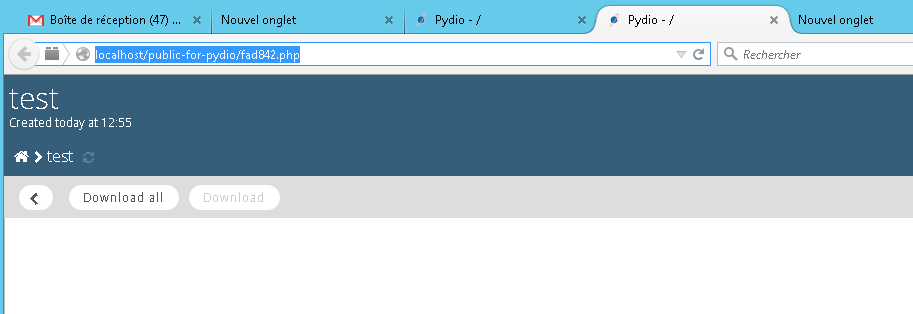 Boîte de réception (47) ... Nouvel onglet Pydio - / Pydio - / Nouvel onglet
localhost/public-for-pydio/fad842.php Rechercher
test
Created today at 12:55
test
Download all Download